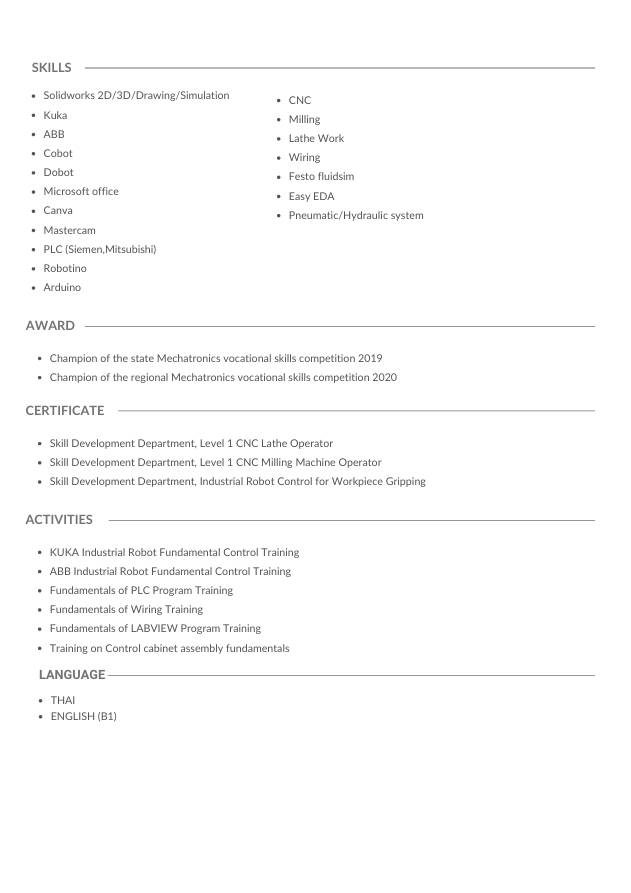 SKILLS
• Solidworks 2D/3D/Drawing/Simulation
• Kuka
• ABB
• Cobot
• Dobot
• Microsoft office
• Canva
• Mastercam
• PLC (Siemen,Mitsubishi)
• Robotino
• Arduino
• CNC
• Milling
• Lathe Work
• Wiring
• Festo fluidsim
• Easy EDA
• Pneumatic/Hydraulic system
AWARD
• Champion of the state Mechatronics vocational skills competition 2019
• Champion of the regional Mechatronics vocational skills competition 2020
CERTIFICATE
• Skill Development Department, Level 1 CNC Lathe Operator
• Skill Development Department, Level 1 CNC Milling Machine Operator
• Skill Development Department, Industrial Robot Control for Workpiece Gripping
ACTIVITIES
• KUKA Industrial Robot Fundamental Control Training
• ABB Industrial Robot Fundamental Control Training
• Fundamentals of PLC Program Training
• Fundamentals of Wiring Training
• Fundamentals of LABVIEW Program Training
• Training on Control cabinet assembly fundamentals
LANGUAGE
• THAI
• ENGLISH (B1)